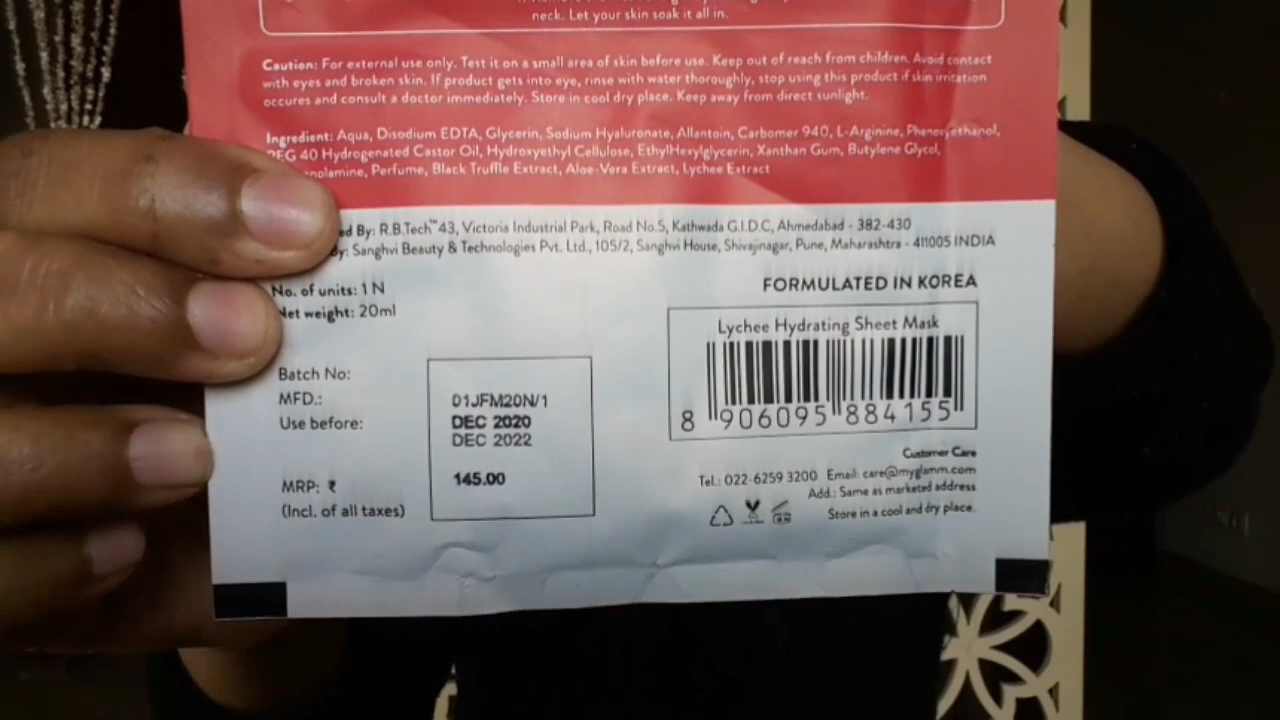 neck. Let your skin soak it all in.
Caution: For external use only. Test it on a small area of skin before use. Keep out of reach from children. Avoid contact
with eyes and broken skin. If product gets into eye, rinse with water thoroughly, stop using this product if skin irritation
occures and consult a doctor immediately. Store in cool dry place. Keep away from direct sunlight.
Ingredient: Aqua, Disodium EDTA, Glycerin, Sodium Hyaluronate, Allantoin, Carbomer 940, L-Arginine, Phenoxyethanol,
PEG 40 Hydrogenated Castor Oil, Hydroxyethyl Cellulose, EthylHexylglycerin, Xanthan Gum, Butylene Glycol,
Perfume, Black Truffle Extract, Aloe-Vera Extract, Lychee Extract
By: R.B.Tech™ 43, Victoria Industrial Park, Road No.5, Kathwada G.I.D.C, Ahmedabad - 382-430
By: Sanghvi Beauty & Technologies Pvt. Ltd., 105/2, Sanghvi House, Shivajinagar, Pune, Maharashtra - 411005 INDIA
No. of units: 1 N
Net weight: 20ml
FORMULATED IN KOREA
Lychee Hydrating Sheet Mask
8 906095 884155
Batch No: 01JFM20N/1
MFD.: DEC 2020
Use before: DEC 2022
MRP: ₹ 145.00
(Incl. of all taxes)
Customer Care
Tel.: 022-6259 3200 Email: care@myglamm.com
Add.: Same as marketed address
Store in a cool and dry place.